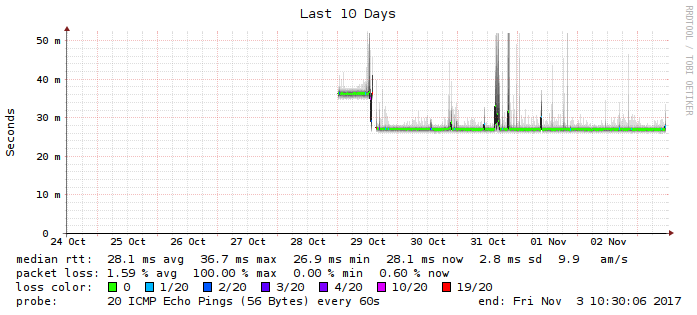 Last 10 Days
RRDTOOL / TOBI OETIKER
Seconds
50 m
40 m
30 m
20 m
10 m
0
24 Oct 25 Oct 26 Oct 27 Oct 28 Oct 29 Oct 30 Oct 31 Oct 01 Nov 02 Nov
median rtt: 28.1 ms avg 36.7 ms max 26.9 ms min 28.1 ms now 2.8 ms sd 9.9 am/s
packet loss: 1.59 % avg 100.00 % max 0.00 % min 0.60 % now
loss color: 0 1/20 2/20 3/20 4/20 10/20 19/20
probe: 20 ICMP Echo Pings (56 Bytes) every 60s end: Fri Nov 3 10:30:06 2017